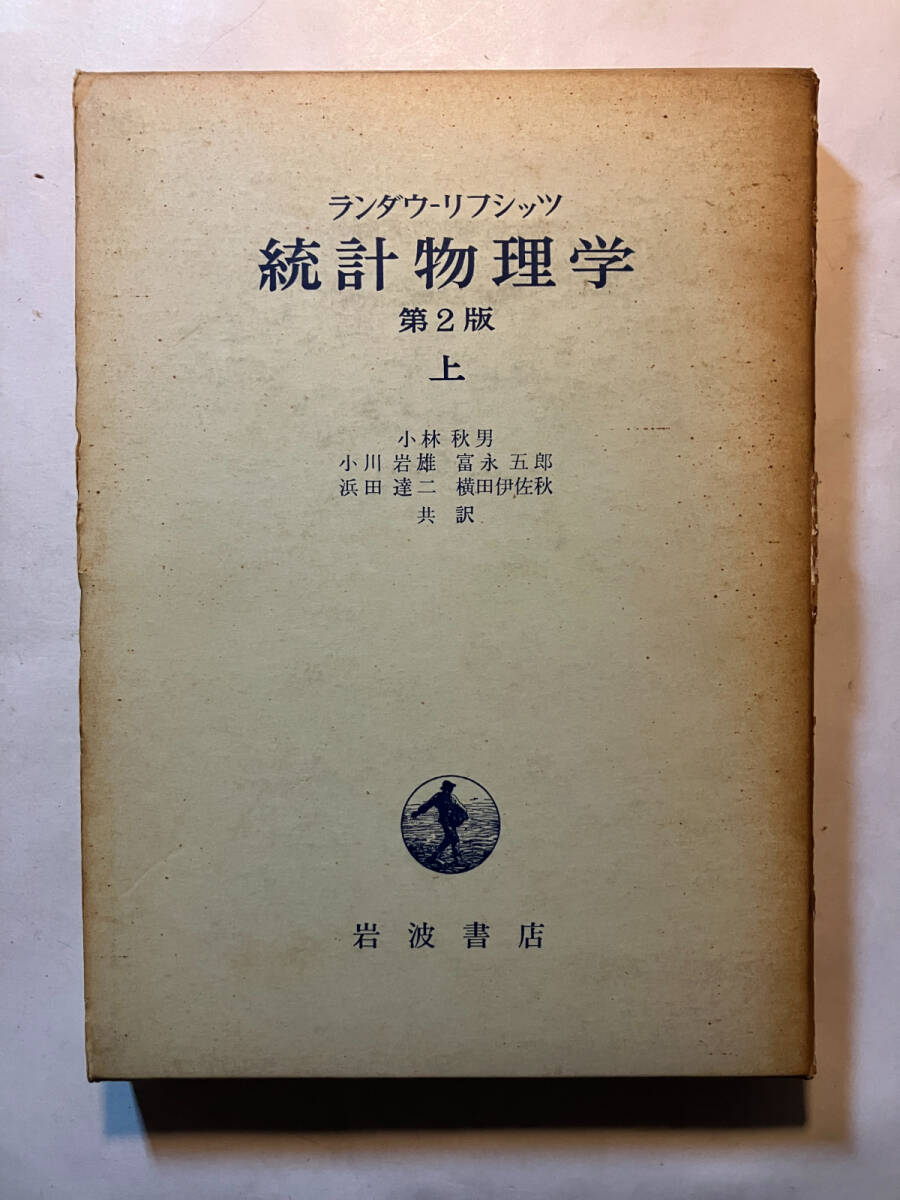 ランダウ-リフシッツ
統計物理学
第2版
上
小林 秋男
小川 岩雄 富永 五郎
浜田 達二 横田伊佐秋
共 訳
岩波書店